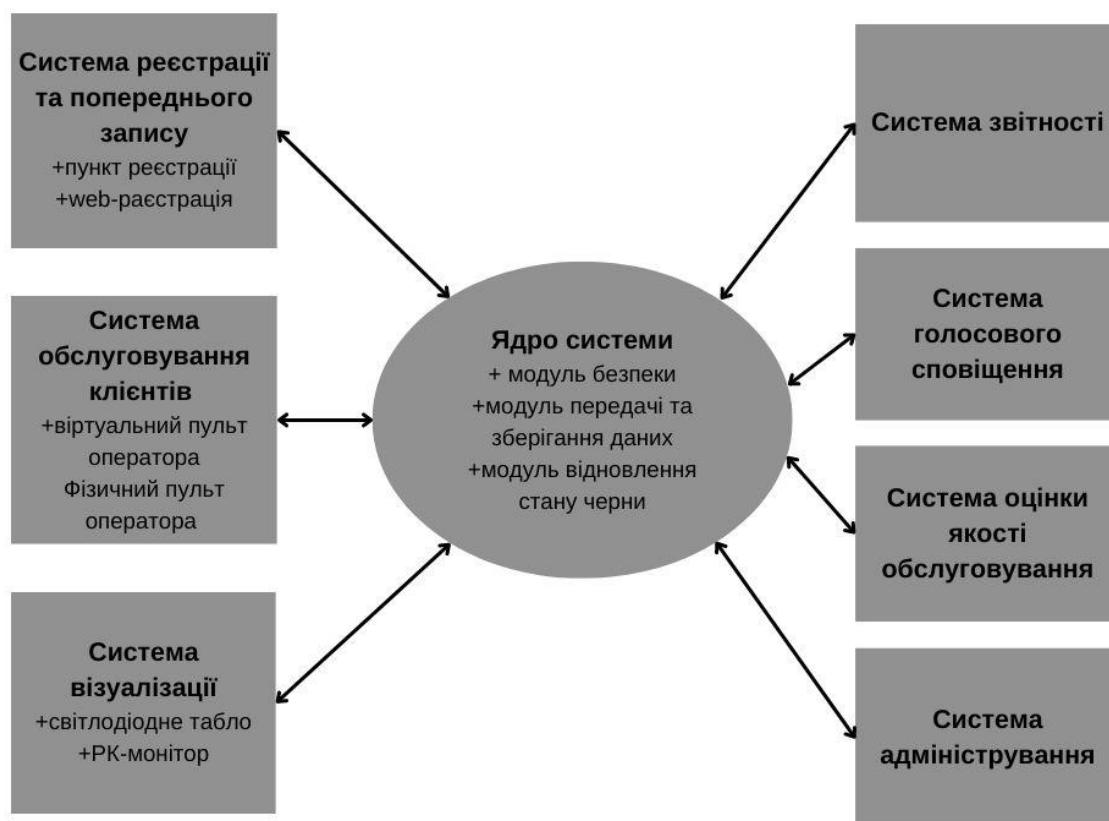 Система реєстрації
та попереднього
запису
+пункт реєстрації
+web-раєстрація
Система
обслуговування
клієнтів
+віртуальний пульт
оператора
Фізичний пульт
оператора
Система
візуалізації
+світлодіодне табло
+РК-монітор
Ядро системи
+ модуль безпеки
+модуль передачі та
зберігання даних
+модуль відновлення
стану черни
Система звітності
Система
голосового
сповіщення
Система оцінки
якості
обслуговування
Система
адміністрування